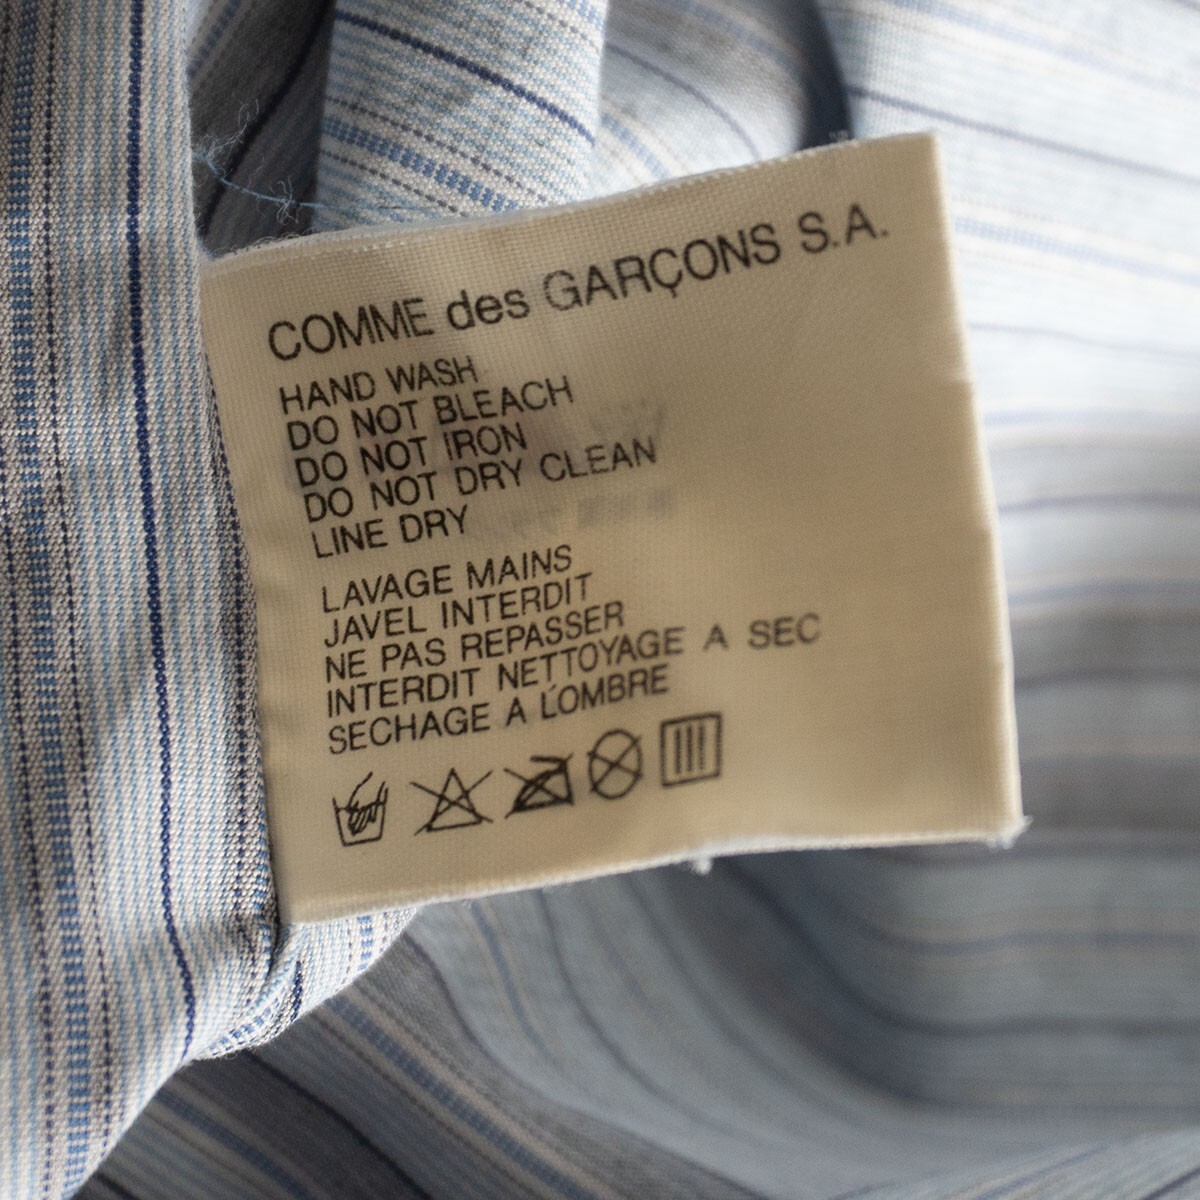 COMME des GARÇONS S.A.
HAND WASH
DO NOT BLEACH
DO NOT IRON
DO NOT DRY CLEAN
LINE DRY
LAVAGE MAINS
JAVEL INTERDIT
NE PAS REPASSER
INTERDIT NETTOYAGE A SEC
SECHAGE A L'OMBRE